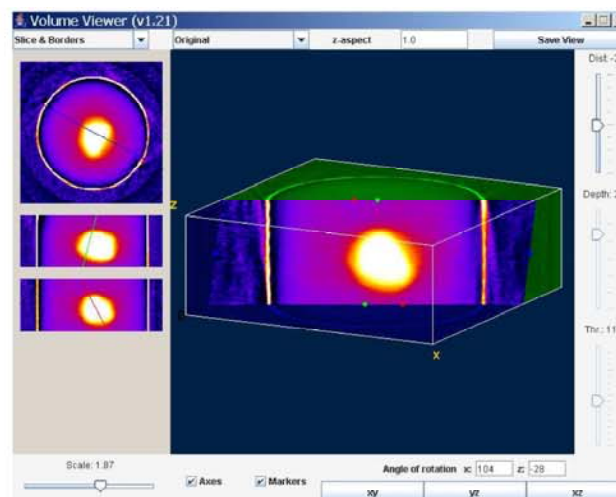 Volume Viewer (v1.21)
Slice & Borders Original z-aspect 1.0 Save View
Dist: -
Z
Depth:
X
Thr.: 11
Scale: 1.87
Axes Markers Angle of rotation x: 104 z: -28
xy yz xz